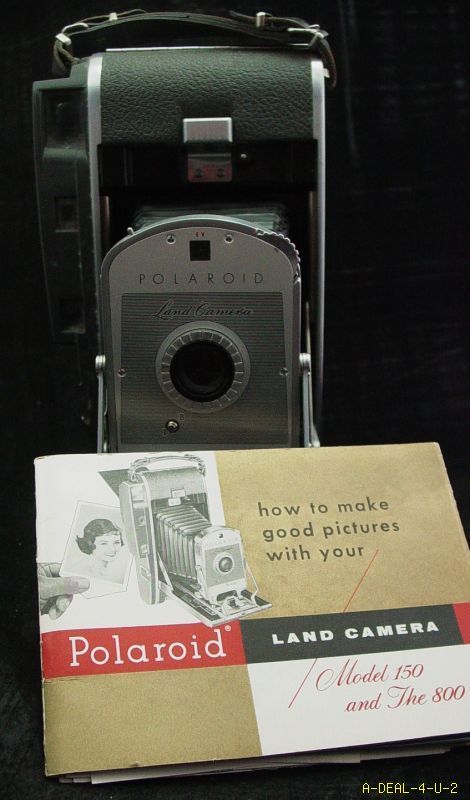 EV
POLAROID
Land Camera
B
I
how to make
good pictures
with your
Polaroid®
LAND CAMERA
Model 150
and The 800
A-DEAL-4-U-2